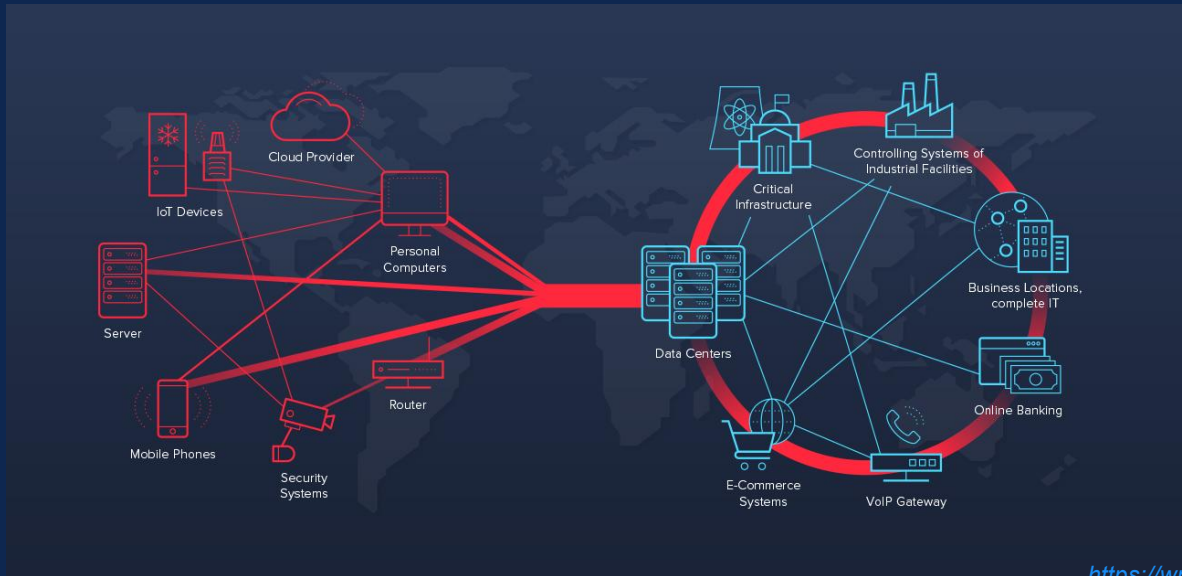 Cloud Provider
IoT Devices
Personal
Computers
Server
Router
Mobile Phones
Security
Systems
Controlling Systems of
Industrial Facilities
Critical
Infrastructure
Business Locations,
complete IT
Data Centers
Online Banking
E-Commerce
Systems
VoIP Gateway